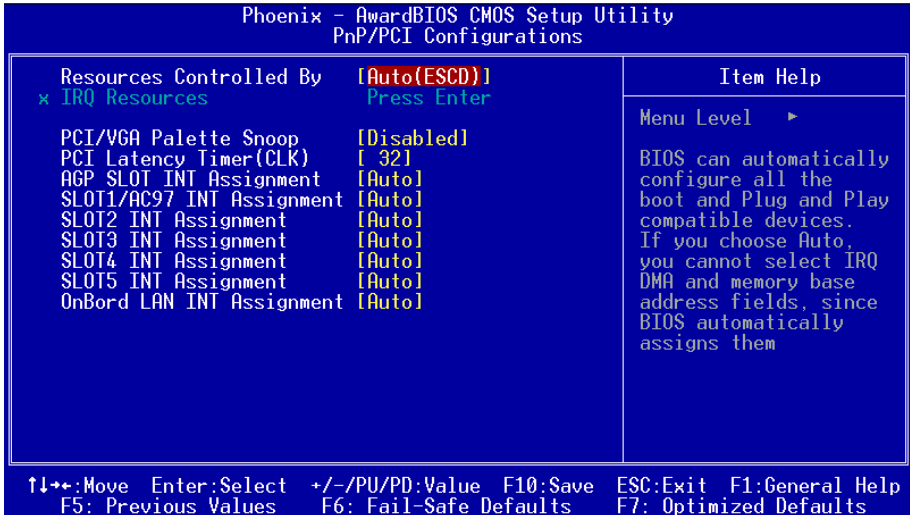 Phoenix - AwardBIOS CMOS Setup Utility
PnP/PCI Configurations
Resources Controlled By [Auto(ESCD)]
x IRQ Resources Press Enter
PCI/VGA Palette Snoop [Disabled]
PCI Latency Timer(CLK) [ 32]
AGP SLOT INT Assignment [Auto]
SLOT1/AC97 INT Assignment [Auto]
SLOT2 INT Assignment [Auto]
SLOT3 INT Assignment [Auto]
SLOT4 INT Assignment [Auto]
SLOT5 INT Assignment [Auto]
OnBord LAN INT Assignment [Auto]
Item Help
Menu Level ►
BIOS can automatically
configure all the
boot and Plug and Play
compatible devices.
If you choose Auto,
you cannot select IRQ
DMA and memory base
address fields, since
BIOS automatically
assigns them
↑↓→←:Move Enter:Select +/-/PU/PD:Value F10:Save ESC:Exit F1:General Help
F5: Previous Values F6: Fail-Safe Defaults F7: Optimized Defaults